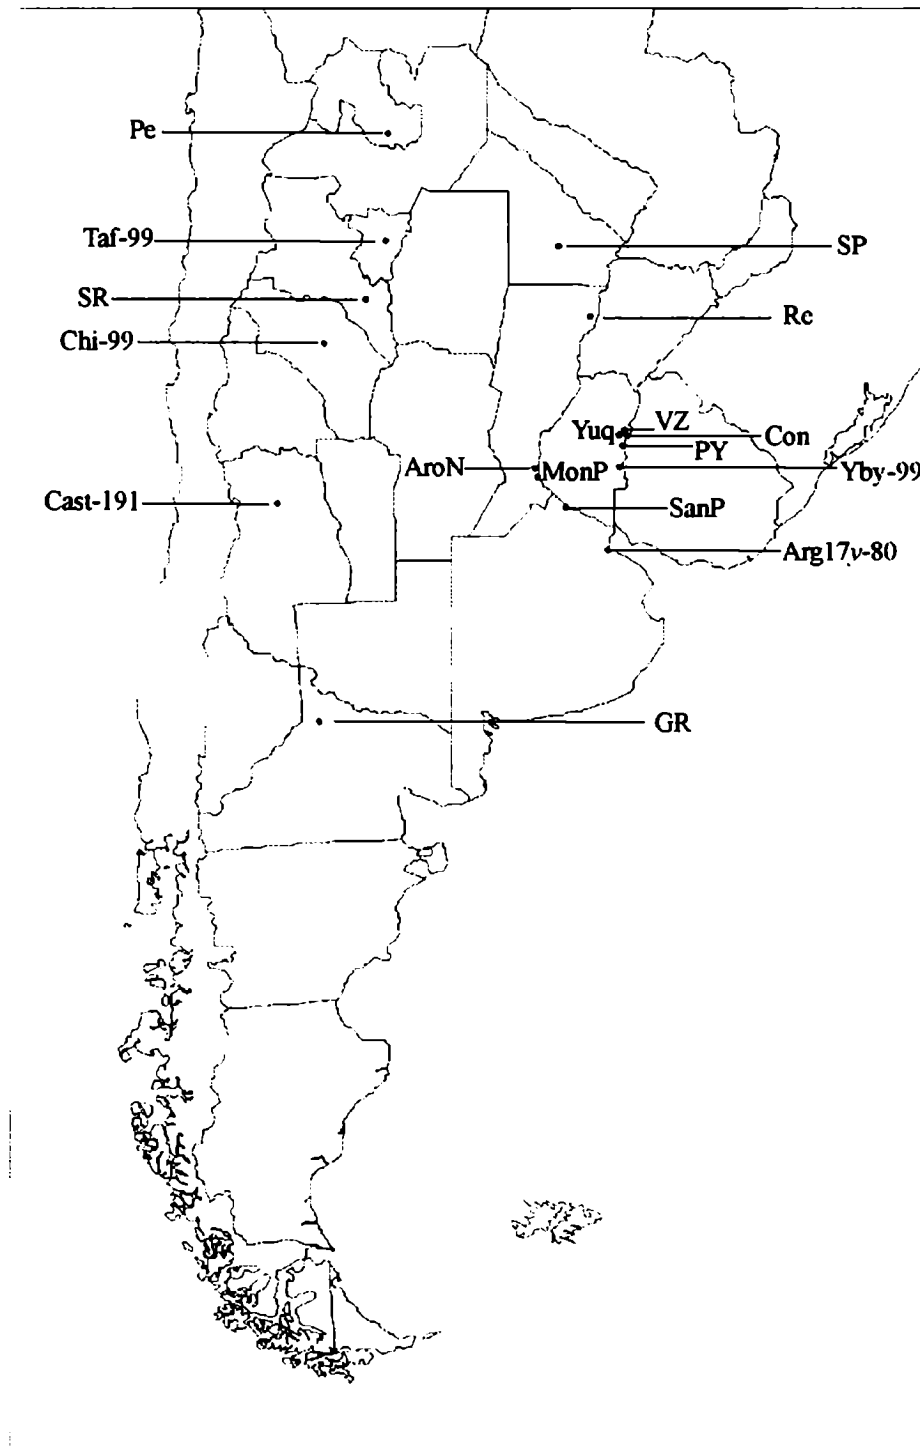 Pe
Taf-99
SP
SR
Re
Chi-99
Yuq
VZ
Con
PY
AroN
MonP
Yby-99
Cast-191
SanP
Arg17v-80
GR